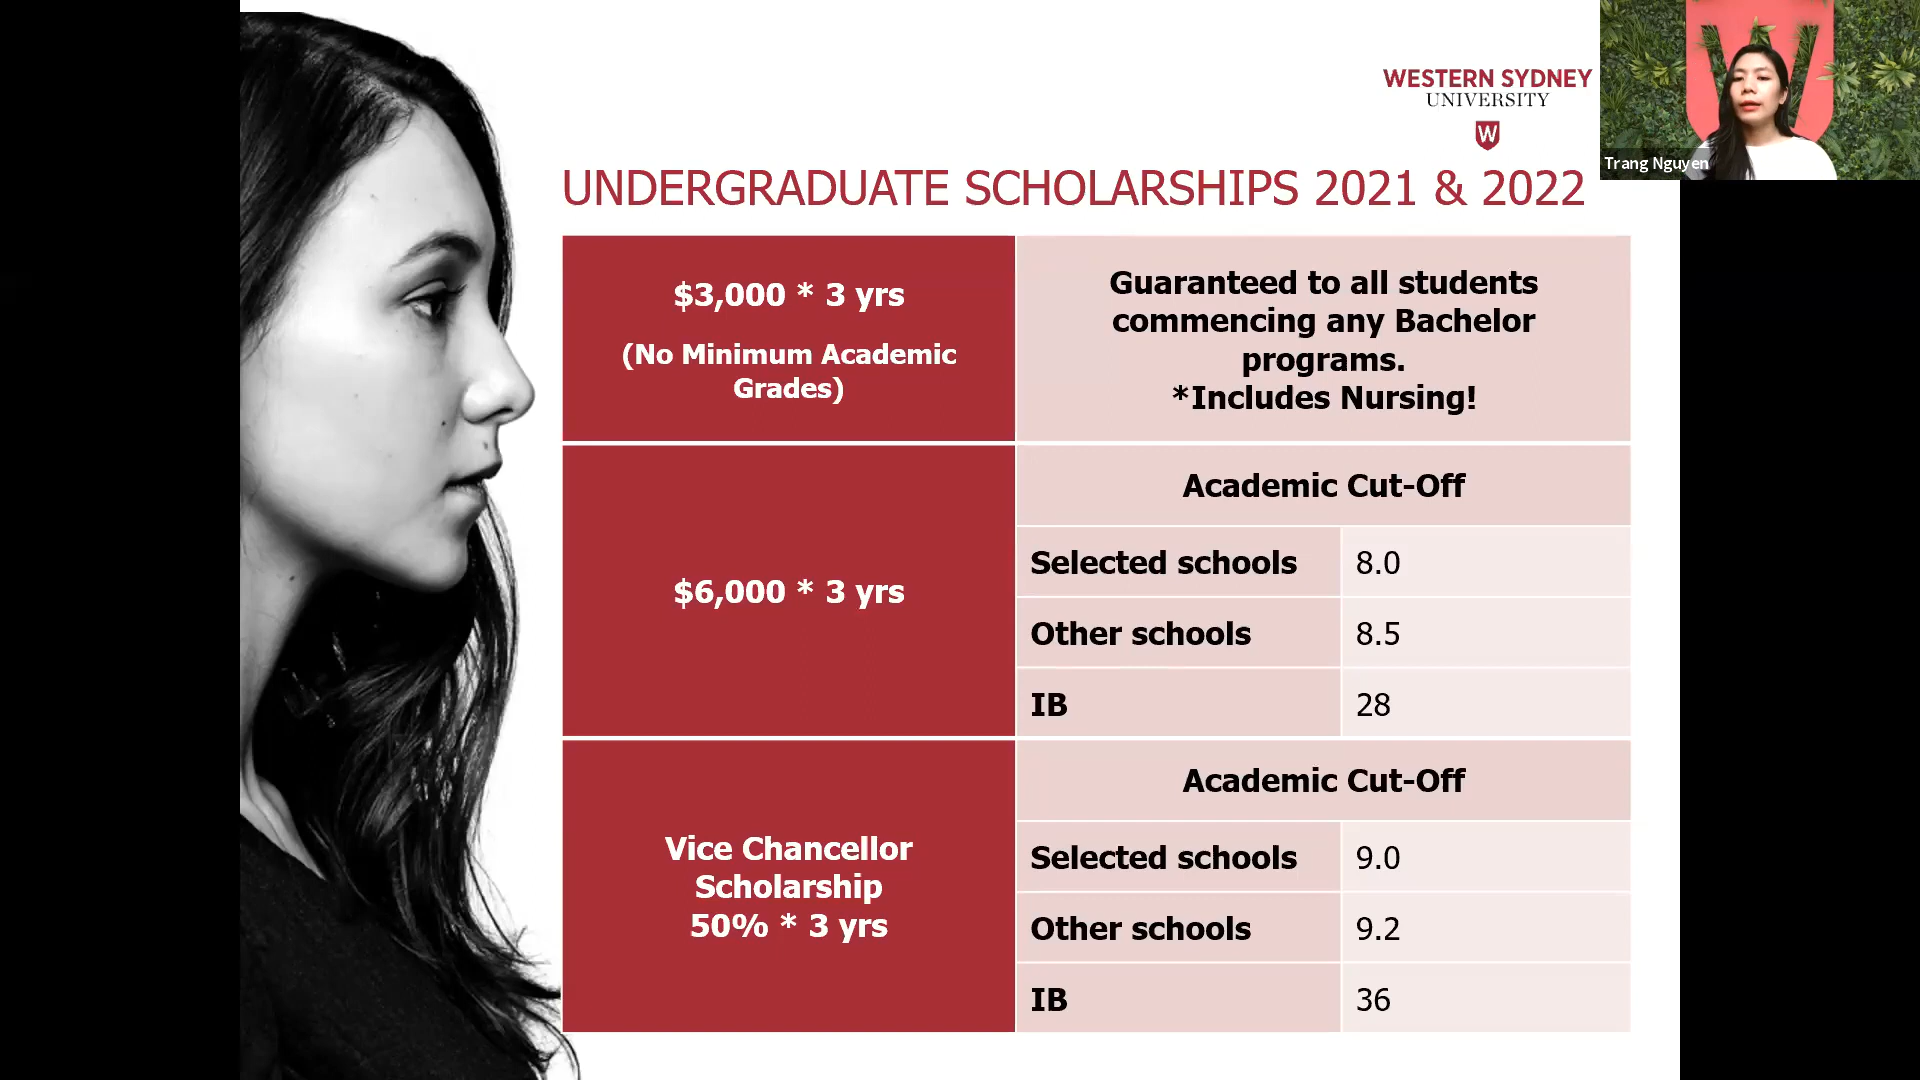 WESTERN SYDNEY
UNIVERSITY
W
W
Trang Nguyen
UNDERGRADUATE SCHOLARSHIPS 2021 & 2022
$3,000 * 3 yrs
(No Minimum Academic
Grades)
Guaranteed to all students
commencing any Bachelor
programs.
*Includes Nursing!
$6,000 * 3 yrs
Academic Cut-Off
Selected schools 8.0
Other schools 8.5
IB 28
Vice Chancellor
Scholarship
50% * 3 yrs
Academic Cut-Off
Selected schools 9.0
Other schools 9.2
IB 36